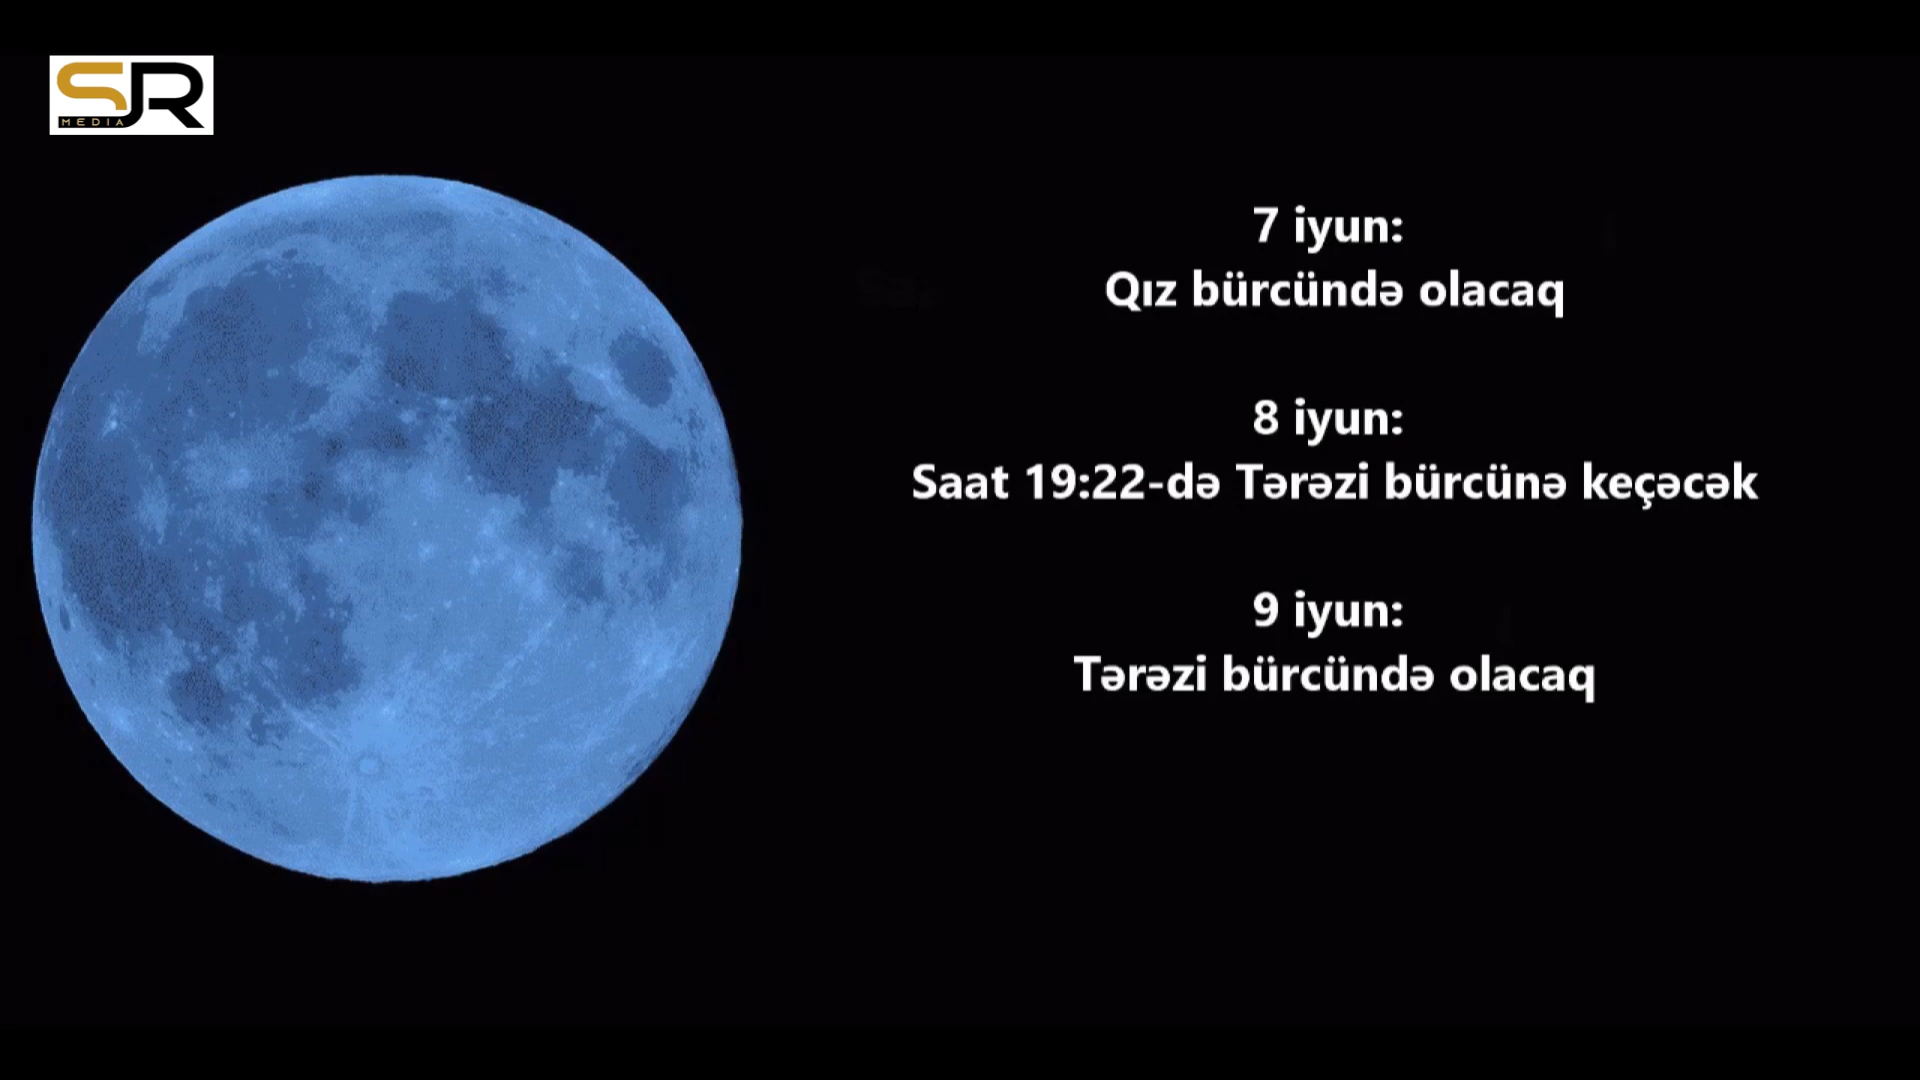 SR
MEDIA
7 iyun:
Qız bürcündə olacaq
8 iyun:
Saat 19:22-də Tərəzi bürcünə keçəcək
9 iyun:
Tərəzi bürcündə olacaq